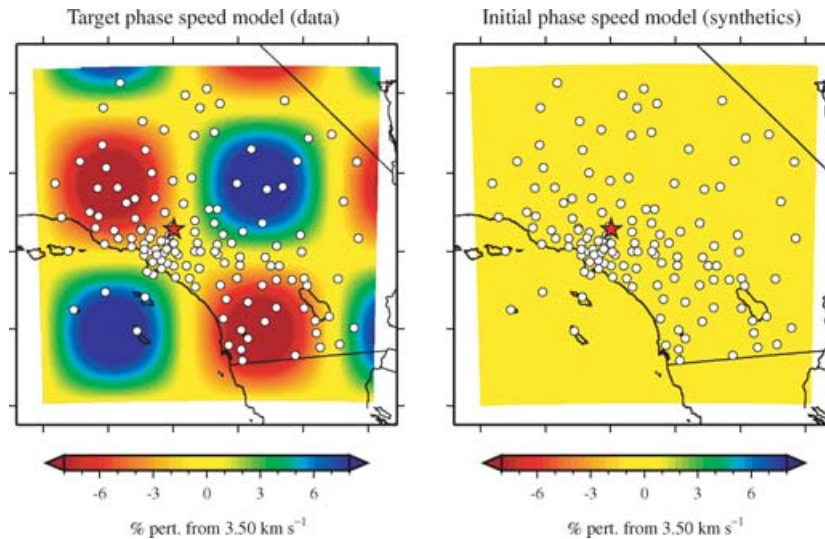 Target phase speed model (data)
Initial phase speed model (synthetics)
-6 -3 0 3 6
-6 -3 0 3 6
% pert. from 3.50 km s⁻¹
% pert. from 3.50 km s⁻¹